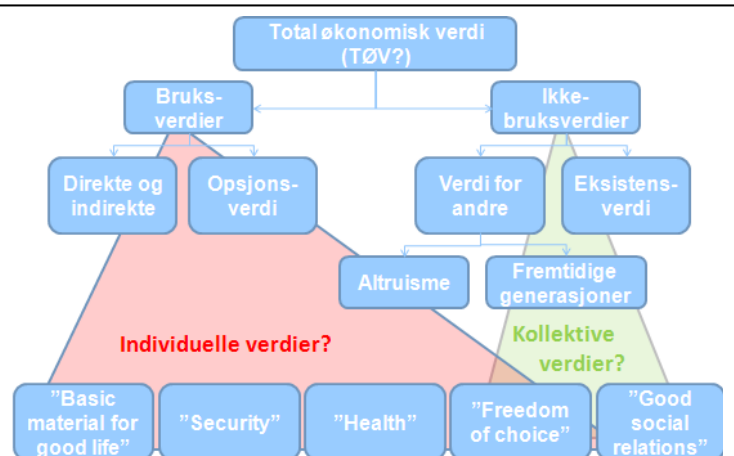 Total økonomisk verdi
(TØV?)
Bruks-
verdier
Ikke-
bruksverdier
Direkte og
indirekte
Opsjons-
verdi
Verdi for
andre
Eksistens-
verdi
Altruisme
Fremtidige
generasjoner
Individuelle verdier?
Kollektive
verdier?
”Basic
material for
good life”
”Security”
”Health”
”Freedom
of choice”
”Good
social
relations”